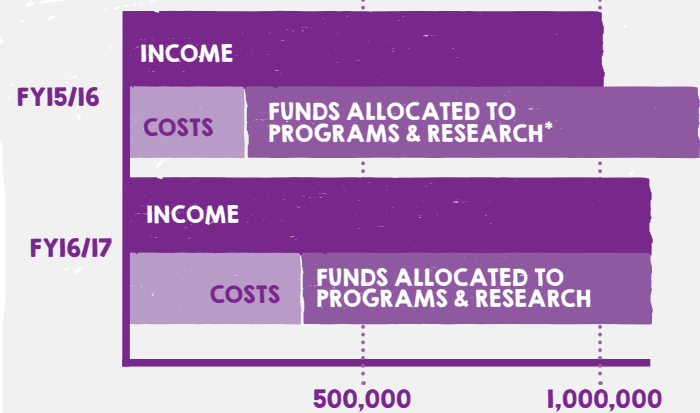 INCOME
FY15/16
COSTS
FUNDS ALLOCATED TO
PROGRAMS & RESEARCH*
INCOME
FY16/17
COSTS
FUNDS ALLOCATED TO
PROGRAMS & RESEARCH
500,000
1,000,000